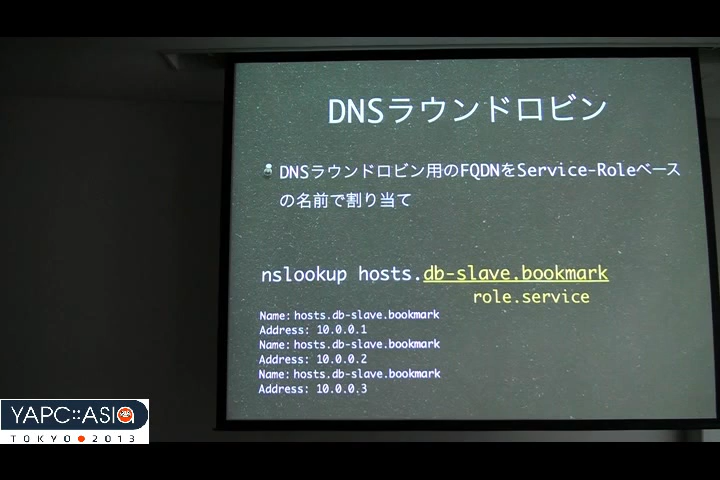 DNSラウンドロビン
DNSラウンドロビン用のFQDNをService-Roleベース
の名前で割り当て
nslookup hosts.db-slave.bookmark
role.service
Name: hosts.db-slave.bookmark
Address: 10.0.0.1
Name: hosts.db-slave.bookmark
Address: 10.0.0.2
Name: hosts.db-slave.bookmark
Address: 10.0.0.3
YAPC::ASIA
TOKYO 2013